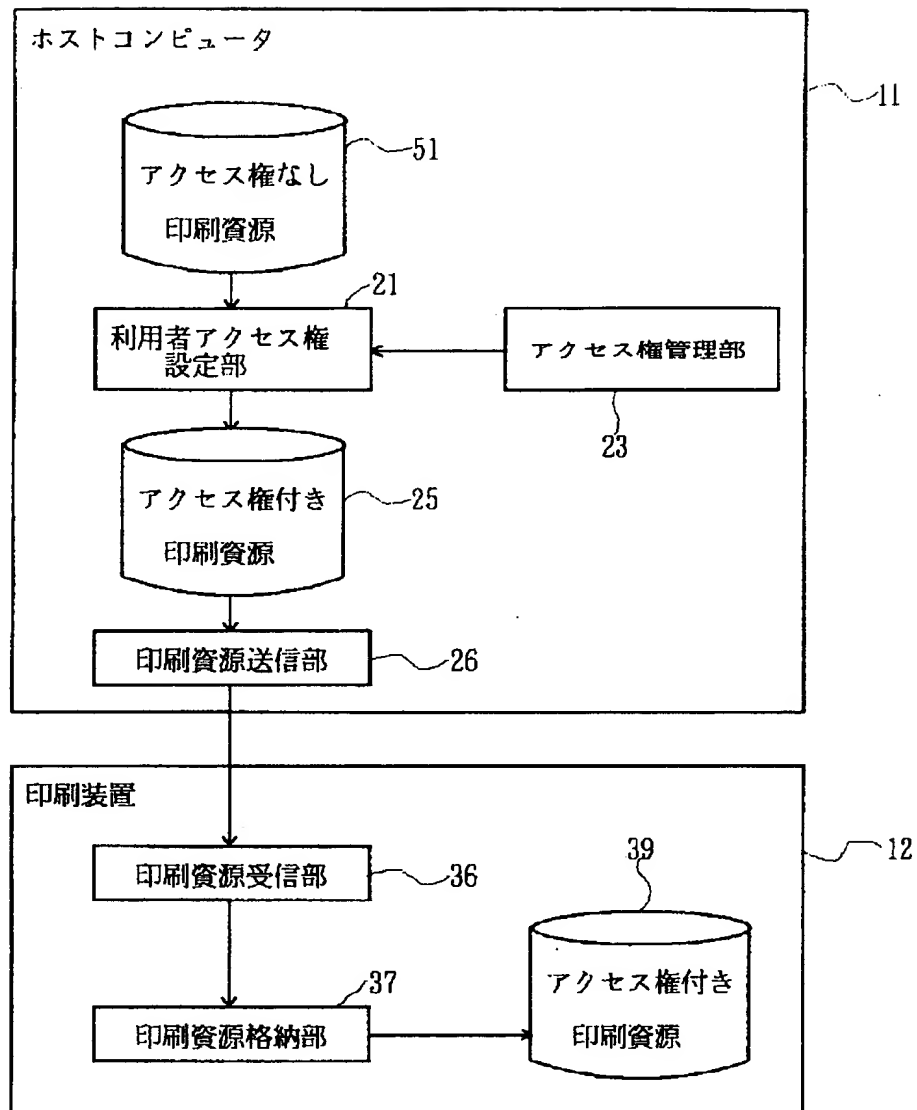 ホストコンピュータ
11
アクセス権なし
印刷資源
51
利用者アクセス権
設定部
21
アクセス権管理部
23
アクセス権付き
印刷資源
25
印刷資源送信部
26
印刷装置
12
印刷資源受信部
36
印刷資源格納部
37
39
アクセス権付き
印刷資源